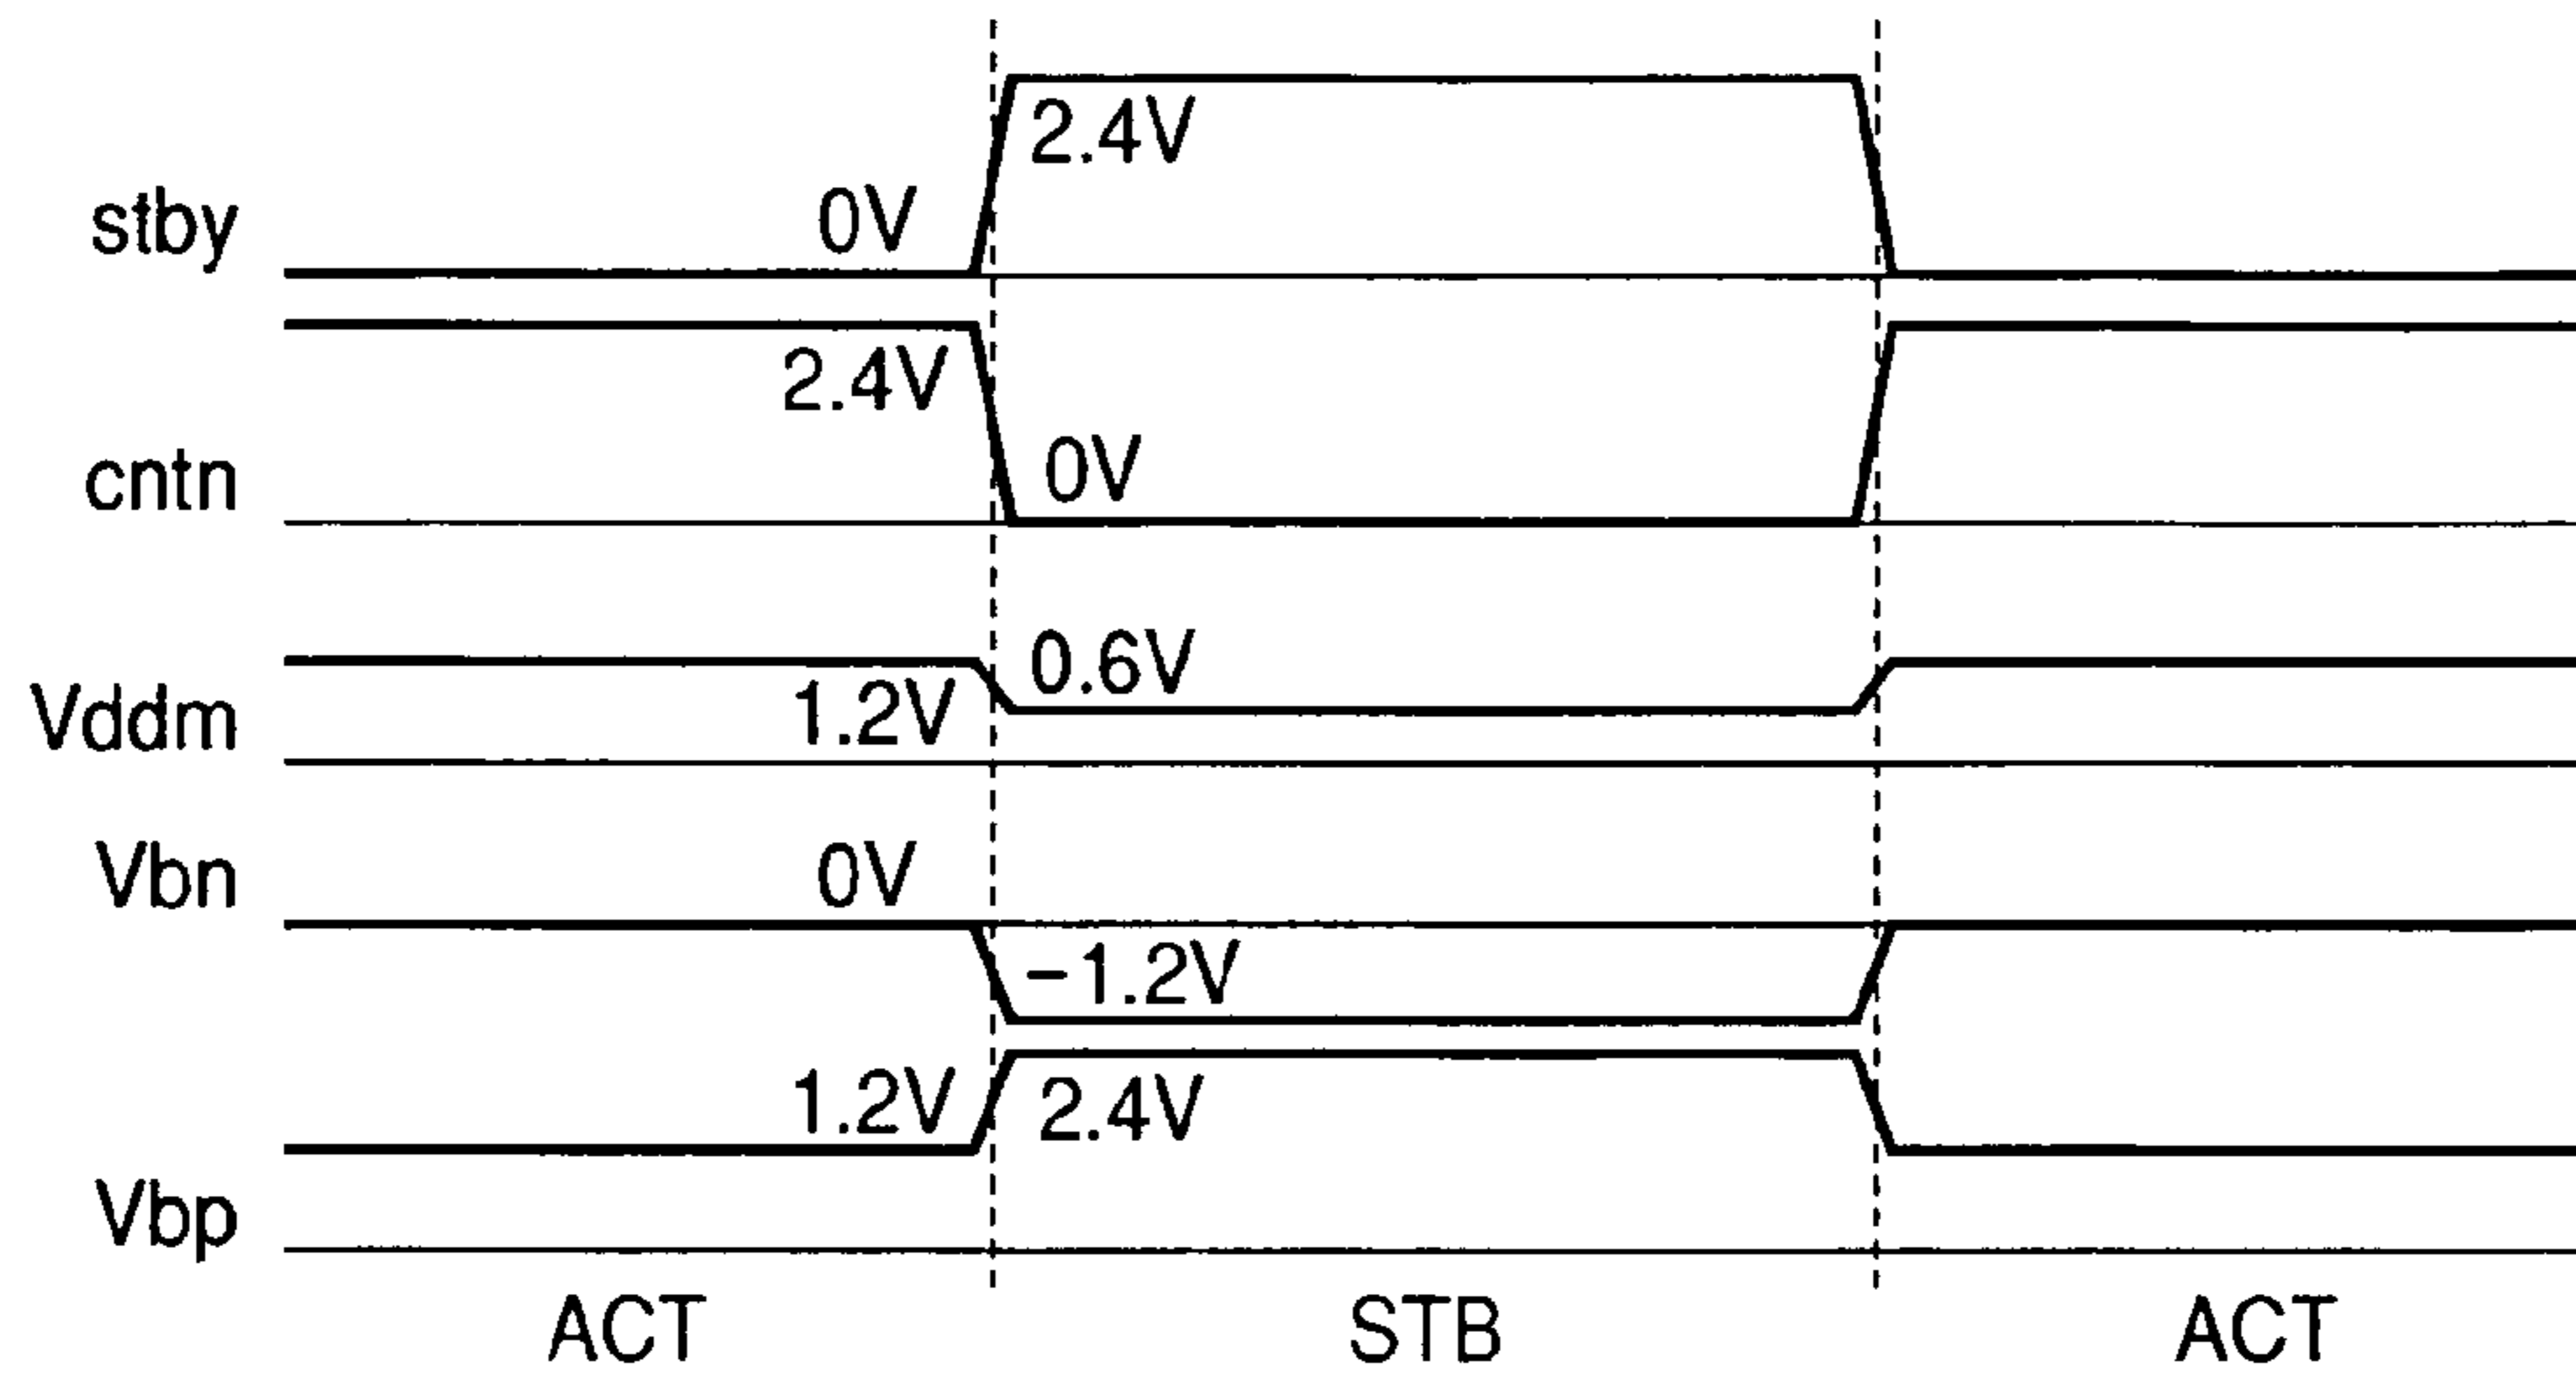 2.4V
stby 0V
2.4V
cntn 0V
0.6V
Vddm 1.2V
Vbn 0V
-1.2V
1.2V 2.4V
Vbp
ACT STB ACT